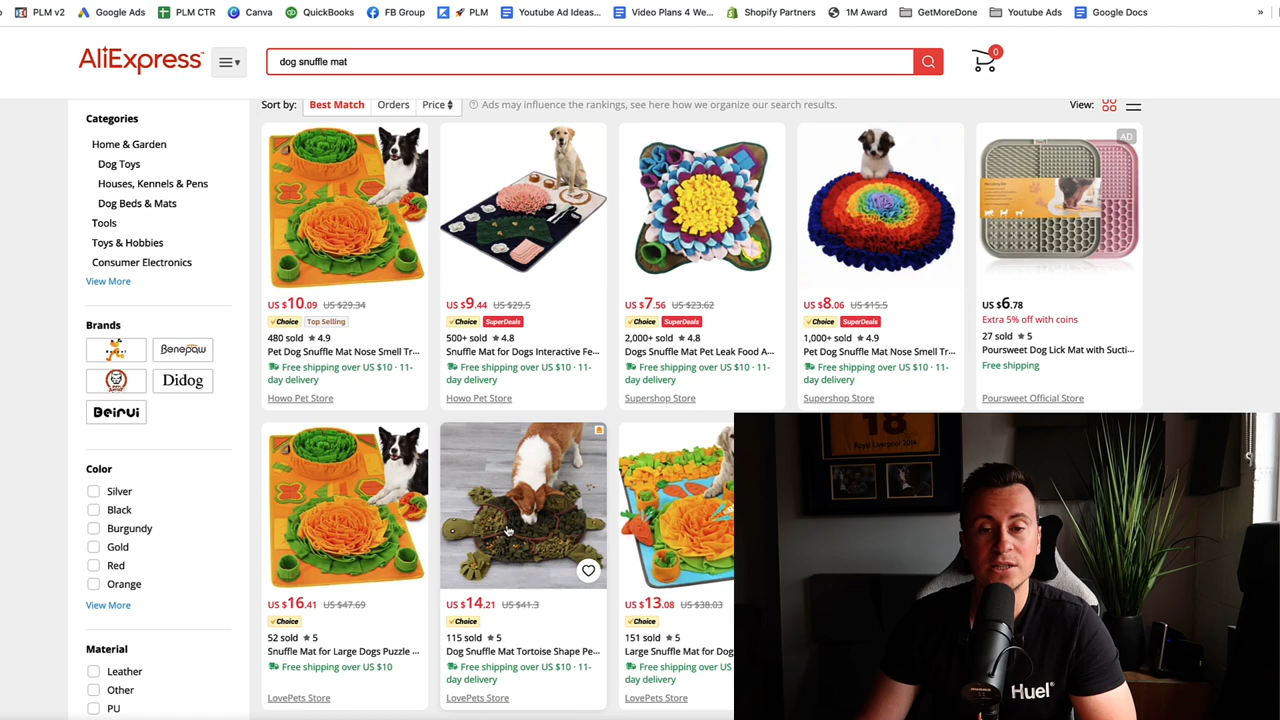 PLM v2
Google Ads
PLM CTR
Canva
QuickBooks
FB Group
PLM
Youtube Ad Ideas...
Video Plans 4 We...
Shopify Partners
1M Award
GetMoreDone
Youtube Ads
Google Docs
»
AliExpress
dog snuffle mat
0
Sort by:
Best Match
Orders
Price
Ads may influence the rankings, see here how we organize our search results.
View:
Categories
Home & Garden
Dog Toys
Houses, Kennels & Pens
Dog Beds & Mats
Tools
Toys & Hobbies
Consumer Electronics
View More
Brands
Benepaw
Didog
Beirui
Color
Silver
Black
Burgundy
Gold
Red
Orange
View More
Material
Leather
Other
PU
US $10.09 US $29.34
Choice Top Selling
480 sold ★ 4.9
Pet Dog Snuffle Mat Nose Smell Tr...
Free shipping over US $10 · 11-
day delivery
Howo Pet Store
US $9.44 US $29.5
Choice SuperDeals
500+ sold ★ 4.8
Snuffle Mat for Dogs Interactive Fe...
Free shipping over US $10 · 11-
day delivery
Howo Pet Store
US $7.56 US $23.62
Choice SuperDeals
2,000+ sold ★ 4.8
Dogs Snuffle Mat Pet Leak Food A...
Free shipping over US $10 · 11-
day delivery
Supershop Store
US $8.06 US $15.5
Choice SuperDeals
1,000+ sold ★ 4.9
Pet Dog Snuffle Mat Nose Smell Tr...
Free shipping over US $10 · 11-
day delivery
Supershop Store
AD
US $6.78
Extra 5% off with coins
27 sold ★ 5
Poursweet Dog Lick Mat with Sucti...
Free shipping
Poursweet Official Store
US $16.41 US $47.69
Choice
52 sold ★ 5
Snuffle Mat for Large Dogs Puzzle ...
Free shipping over US $10
LovePets Store
US $14.21 US $41.3
Choice
115 sold ★ 5
Dog Snuffle Mat Tortoise Shape Pe...
Free shipping over US $10 · 11-
day delivery
LovePets Store
US $13.08 US $38.03
Choice
151 sold ★ 5
Large Snuffle Mat for Dog
Free shipping over US
day delivery
LovePets Store
18
Royal Liverpool 2014
Huel